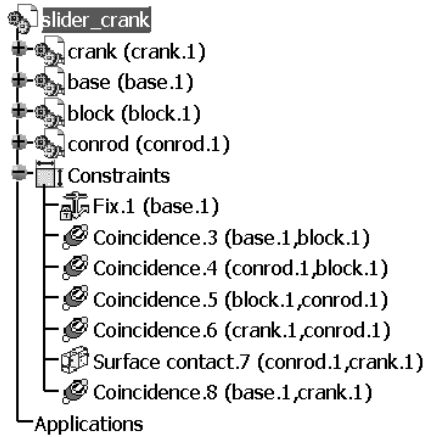 slider_crank
crank (crank.1)
base (base.1)
block (block.1)
conrod (conrod.1)
Constraints
Fix.1 (base.1)
Coincidence.3 (base.1,block.1)
Coincidence.4 (conrod.1,block.1)
Coincidence.5 (block.1,conrod.1)
Coincidence.6 (crank.1,conrod.1)
Surface contact.7 (conrod.1,crank.1)
Coincidence.8 (base.1,crank.1)
Applications